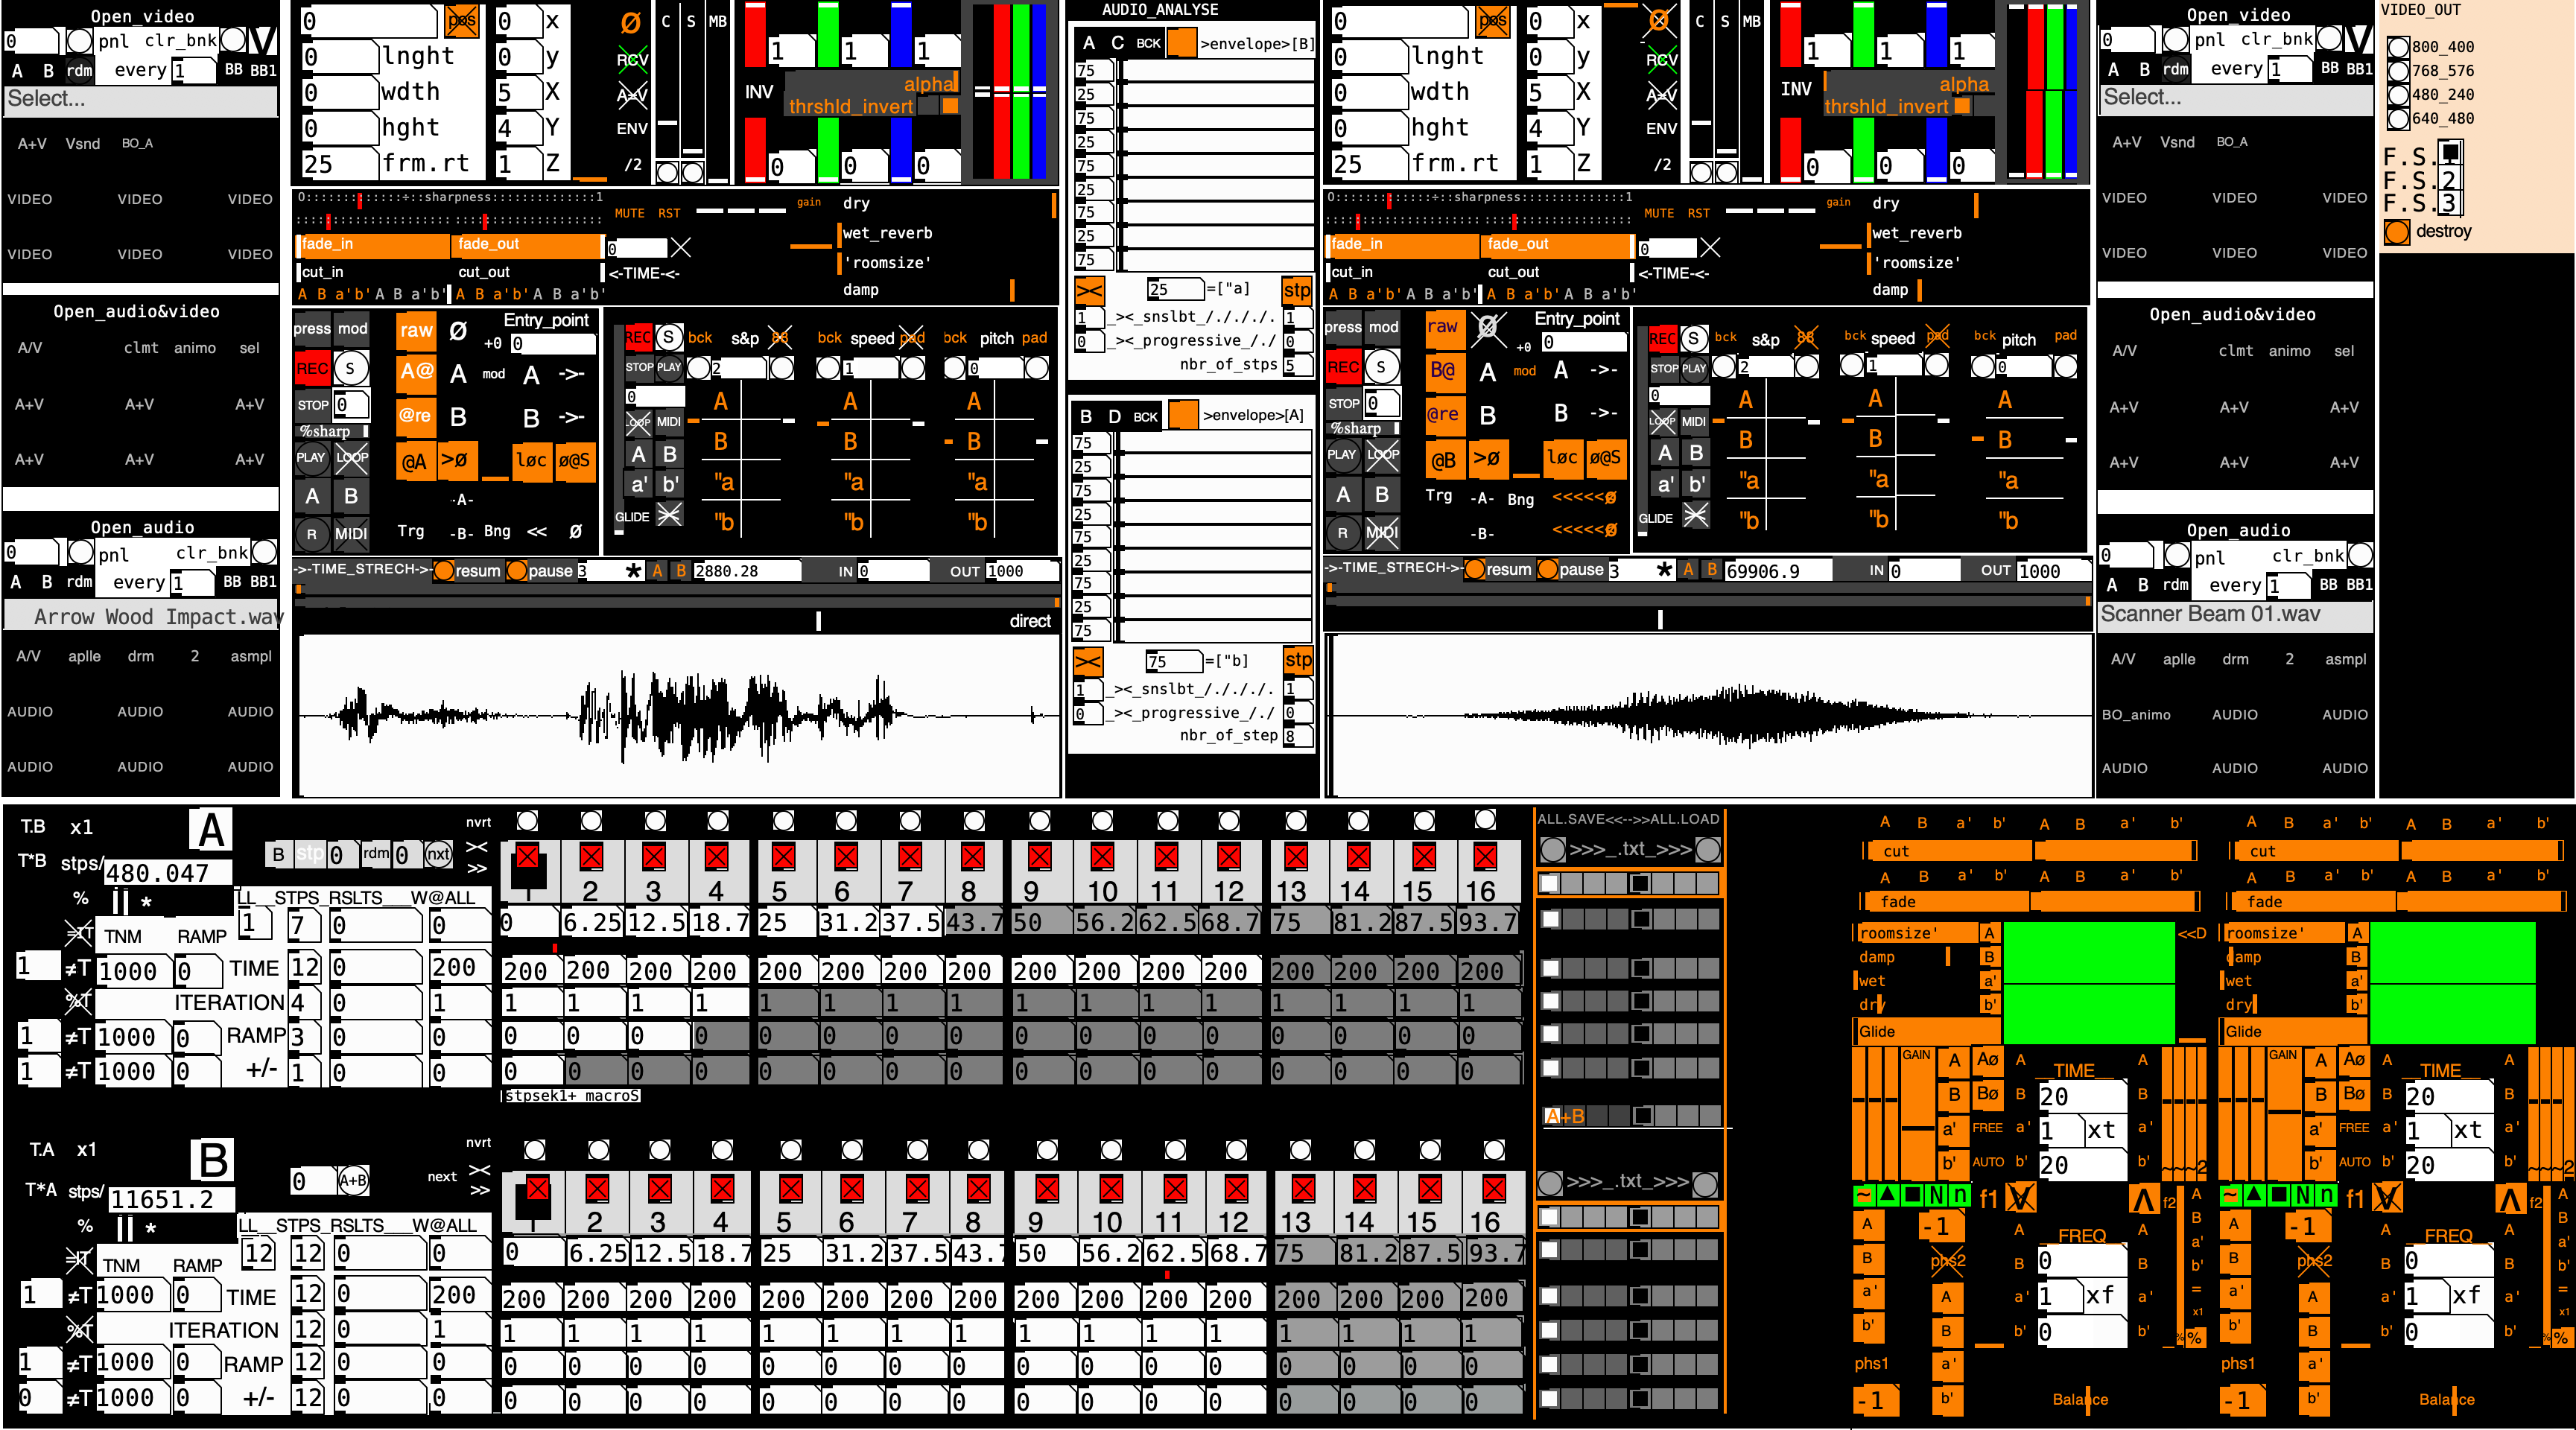 Open_video
0 pnl clr_bnk V
A B rdm every 1 BB BB1
Select...
A+V Vsnd BO_A
VIDEO VIDEO VIDEO
VIDEO VIDEO VIDEO
Open_audio&video
A/V clmt animo sel
A+V A+V A+V
A+V A+V A+V
Open_audio
0 pnl clr_bnk
A B rdm every 1 BB BB1
Arrow Wood Impact.wav
A/V aplle drm 2 asmpl
AUDIO AUDIO AUDIO
AUDIO AUDIO AUDIO
0 pos 0 x Ø C S MB
0 lnght 0 y RCV 1 1 1
0 wdth 5 X A=V INV alpha
thrshld_invert
0 hght 4 Y ENV
25 frm.rt 1 Z /2 0 0 0
0::::::::÷::sharpness::::::::::::1
MUTE RST gain dry
fade_in fade_out 0 wet_reverb
cut_in cut_out <-TIME-<- 'roomsize'
A B a'b' A B a'b' A B a'b' A B a'b' damp
press mod raw Ø +0 Entry_point 0
REC S A@ A mod A ->-
STOP 0 @re B B ->-
%sharp
PLAY LOOP @A >Ø løc ø@S
A B -A-
R MIDI Trg -B- Bng << Ø
REC S bck s&p 88 bck speed pad bck pitch pad
STOP PLAY 2 1 0
0 A A A
LOOP MIDI B B B
A B
a' b' "a "a "a
GLIDE "b "b "b
->-TIME_STRECH->- resum pause 3 * A B 2880.28 IN 0 OUT 1000
direct
AUDIO_ANALYSE
A C BCK >envelope>[B]
75
25
75
25
75
25
75
25
75
25 =["a] stp
1 _><_snslbt_/./././. 1
0 _><_progressive_/./ 0
nbr_of_stps 5
B D BCK >envelope>[A]
75
25
75
25
75
25
75
25
75
75 =["b] stp
1 _><_snslbt_/./././. 1
0 _><_progressive_/./ 0
nbr_of_step 8
0 pos 0 x Ø C S MB
0 lnght 0 y RCV 1 1 1
0 wdth 5 X A=V INV alpha
thrshld_invert
0 hght 4 Y ENV
25 frm.rt 1 Z /2 0 0 0
0::::::::÷::sharpness::::::::::::1
MUTE RST gain dry
fade_in fade_out 0 wet_reverb
cut_in cut_out <-TIME-<- 'roomsize'
A B a'b' A B a'b' A B a'b' A B a'b' damp
press mod raw Ø +0 Entry_point 0
REC S B@ A mod A ->-
STOP 0 @re B B ->-
%sharp
PLAY LOOP @B >Ø løc ø@S
A B Trg -A- Bng <<<<<ø
R MIDI -B- <<<<<ø
REC S bck s&p 88 bck speed pad bck pitch pad
STOP PLAY 2 1 0
0 A A A
LOOP MIDI B B B
A B
a' b' "a "a "a
GLIDE "b "b "b
->-TIME_STRECH->- resum pause 3 * A B 69906.9 IN 0 OUT 1000
Open_video
0 pnl clr_bnk V
A B rdm every 1 BB BB1
Select...
A+V Vsnd BO_A
VIDEO VIDEO VIDEO
VIDEO VIDEO VIDEO
Open_audio&video
A/V clmt animo sel
A+V A+V A+V
A+V A+V A+V
Open_audio
0 pnl clr_bnk
A B rdm every 1 BB BB1
Scanner Beam 01.wav
A/V aplle drm 2 asmpl
BO_animo AUDIO AUDIO
AUDIO AUDIO AUDIO
VIDEO_OUT
800_400
768_576
480_240
640_480
F.S.1
F.S.2
F.S.3
destroy
T.B x1 A nvrt
T*B stps/ 480.047 B stp 0 rdm 0 nxt ><
>>
1 2 3 4 5 6 7 8 9 10 11 12 13 14 15 16
% || * LL__STPS_RSLTS___W@ALL
=IT TNM RAMP 1 7 0 0 0 6.25 12.5 18.7 25 31.2 37.5 43.7 50 56.2 62.5 68.7 75 81.2 87.5 93.7
1 ≠T 1000 0 TIME 12 0 200 200 200 200 200 200 200 200 200 200 200 200 200 200 200 200 200
%T ITERATION 4 0 1 1 1 1 1 1 1 1 1 1 1 1 1 1 1 1 1
1 ≠T 1000 0 RAMP 3 0 0 0 0 0 0 0 0 0 0 0 0 0 0 0 0 0 0
1 ≠T 1000 0 +/- 1 0 0 0 0 0 0 0 0 0 0 0 0 0 0 0 0 0 0
stpsek1+ macroS
T.A x1 B nvrt
T*A stps/ 11651.2 0 A+B next ><
>>
1 2 3 4 5 6 7 8 9 10 11 12 13 14 15 16
% || * LL__STPS_RSLTS___W@ALL
=IT TNM RAMP 12 12 0 0 0 6.25 12.5 18.7 25 31.2 37.5 43.7 50 56.2 62.5 68.7 75 81.2 87.5 93.7
1 ≠T 1000 0 TIME 12 0 200 200 200 200 200 200 200 200 200 200 200 200 200 200 200 200 200
%T ITERATION 12 0 1 1 1 1 1 1 1 1 1 1 1 1 1 1 1 1 1
1 ≠T 1000 0 RAMP 12 0 0 0 0 0 0 0 0 0 0 0 0 0 0 0 0 0 0
0 ≠T 1000 0 +/- 12 0 0 0 0 0 0 0 0 0 0 0 0 0 0 0 0 0 0
ALL.SAVE<<-->>ALL.LOAD
>>>_.txt_>>>
A+B
>>>_.txt_>>>
A B a' b' A B a' b'
cut
A B a' b' A B a' b'
fade
roomsize' A <<D
damp B
wet a'
dry b'
Glide
GAIN A Aø A __TIME__ A
B Bø B 20 B
a' FREE a' 1 xt a'
b' AUTO b' 20 b' ~~~2
~ ▲ ■ N n f1 V Λ f2 A
A -1 A FREQ A B
B phs2 B 0 B a'
a' A a' 1 xf a' b'
b' B b' 0 b' = x1 %
phs1 a'
-1 b' Balance
A B a' b' A B a' b'
cut
A B a' b' A B a' b'
fade
roomsize' A
damp B
wet a'
dry b'
Glide
GAIN A Aø A __TIME__ A
B Bø B 20 B
a' FREE a' 1 xt a'
b' AUTO b' 20 b' ~~~2
~ ▲ ■ N n f1 V Λ f2 A
A -1 A FREQ A B
B phs2 B 0 B a'
a' A a' 1 xf a' b'
b' B b' 0 b' = x1 %
phs1 a'
-1 b' Balance